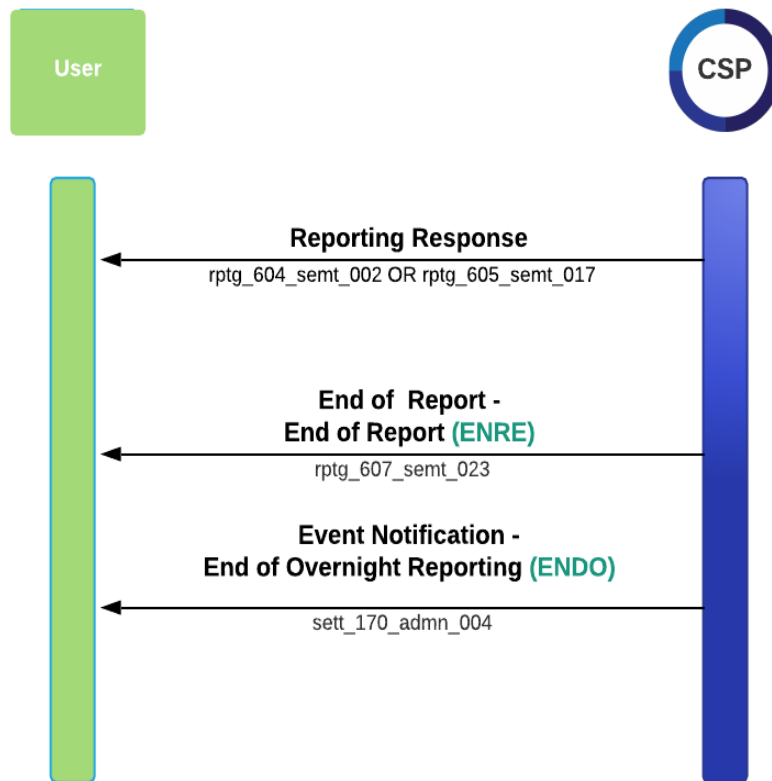 User
CSP
Reporting Response
rptg_604_semt_002 OR rptg_605_semt_017
End of Report -
End of Report (ENRE)
rptg_607_semt_023
Event Notification -
End of Overnight Reporting (ENDO)
sett_170_admn_004